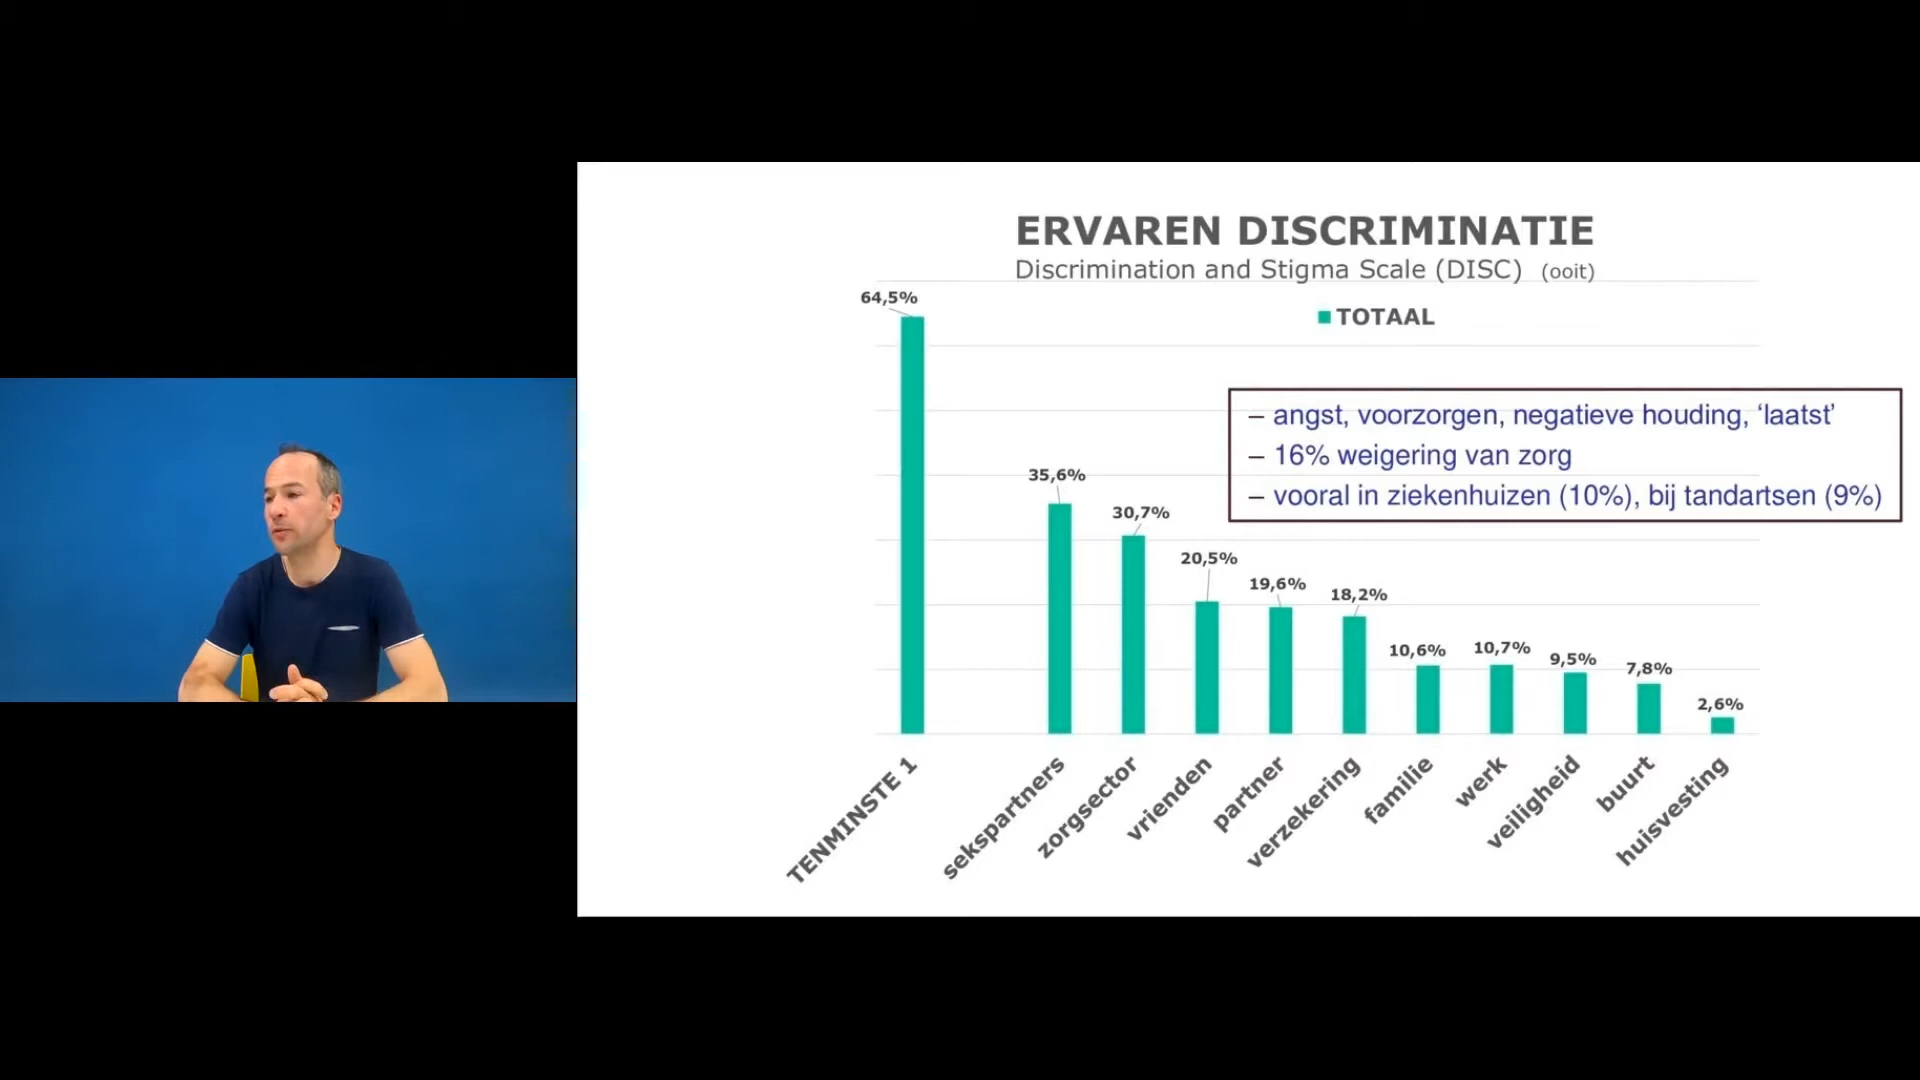 ERVAREN DISCRIMINATIE
Discrimination and Stigma Scale (DISC) (ooit)
TOTAAL
64,5%
35,6%
30,7%
20,5%
19,6%
18,2%
10,6%
10,7%
9,5%
7,8%
2,6%
– angst, voorzorgen, negatieve houding, ‘laatst’
– 16% weigering van zorg
– vooral in ziekenhuizen (10%), bij tandartsen (9%)
TENMINSTE 1
sekspartners
zorgsector
vrienden
partner
verzekering
familie
werk
veiligheid
buurt
huisvesting